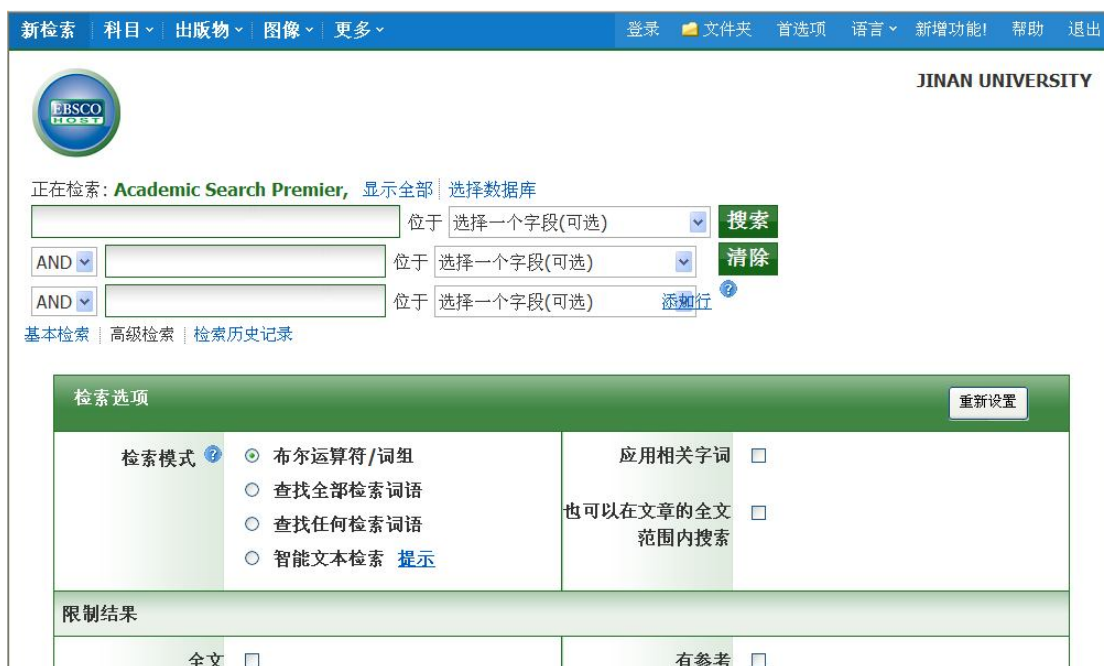 新检索 科目 出版物 图像 更多 登录 文件夹 首选项 语言 新增功能! 帮助 退出
JINAN UNIVERSITY
EBSCO
HOST
正在检索: Academic Search Premier, 显示全部 选择数据库
位于 选择一个字段(可选) 搜索
AND 位于 选择一个字段(可选) 清除
AND 位于 选择一个字段(可选) 添加行
基本检索 高级检索 检索历史记录
检索选项 重新设置
检索模式 布尔运算符/词组 应用相关字词
查找全部检索词语
查找任何检索词语 也可以在文章的全文
范围内搜索
智能文本检索 提示
限制结果
全文 有参考